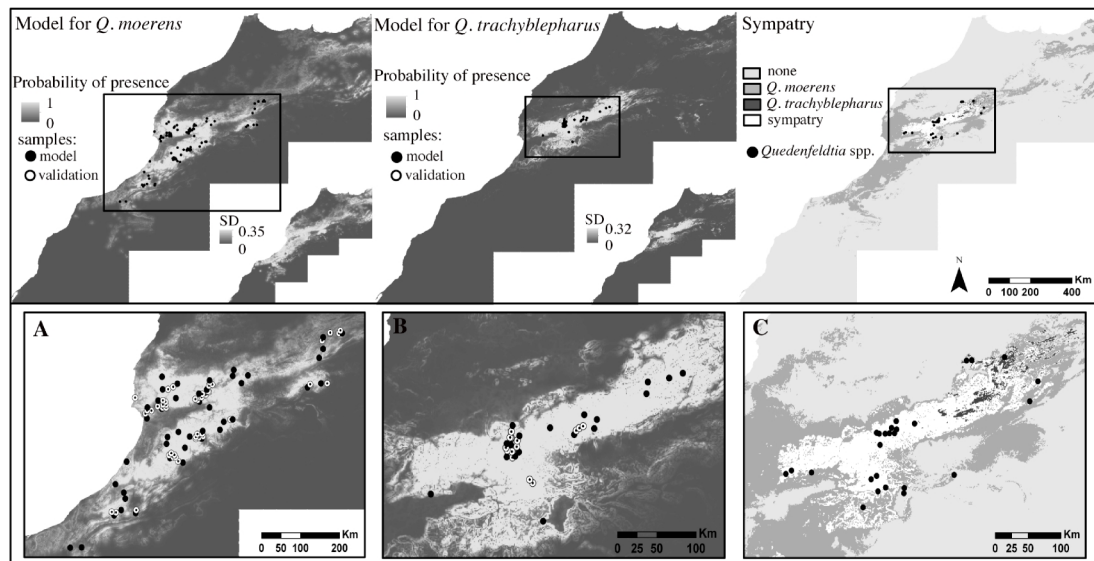 Model for Q. moerens
Probability of presence
1
0
samples:
model
validation
SD
0.35
0
Model for Q. trachyblepharus
Probability of presence
1
0
samples:
model
validation
SD
0.32
0
Sympatry
none
Q. moerens
Q. trachyblepharus
sympatry
Quedenfeldtia spp.
N
Km
0 100 200 400
A
Km
0 50 100 200
B
Km
0 25 50 100
C
Km
0 25 50 100